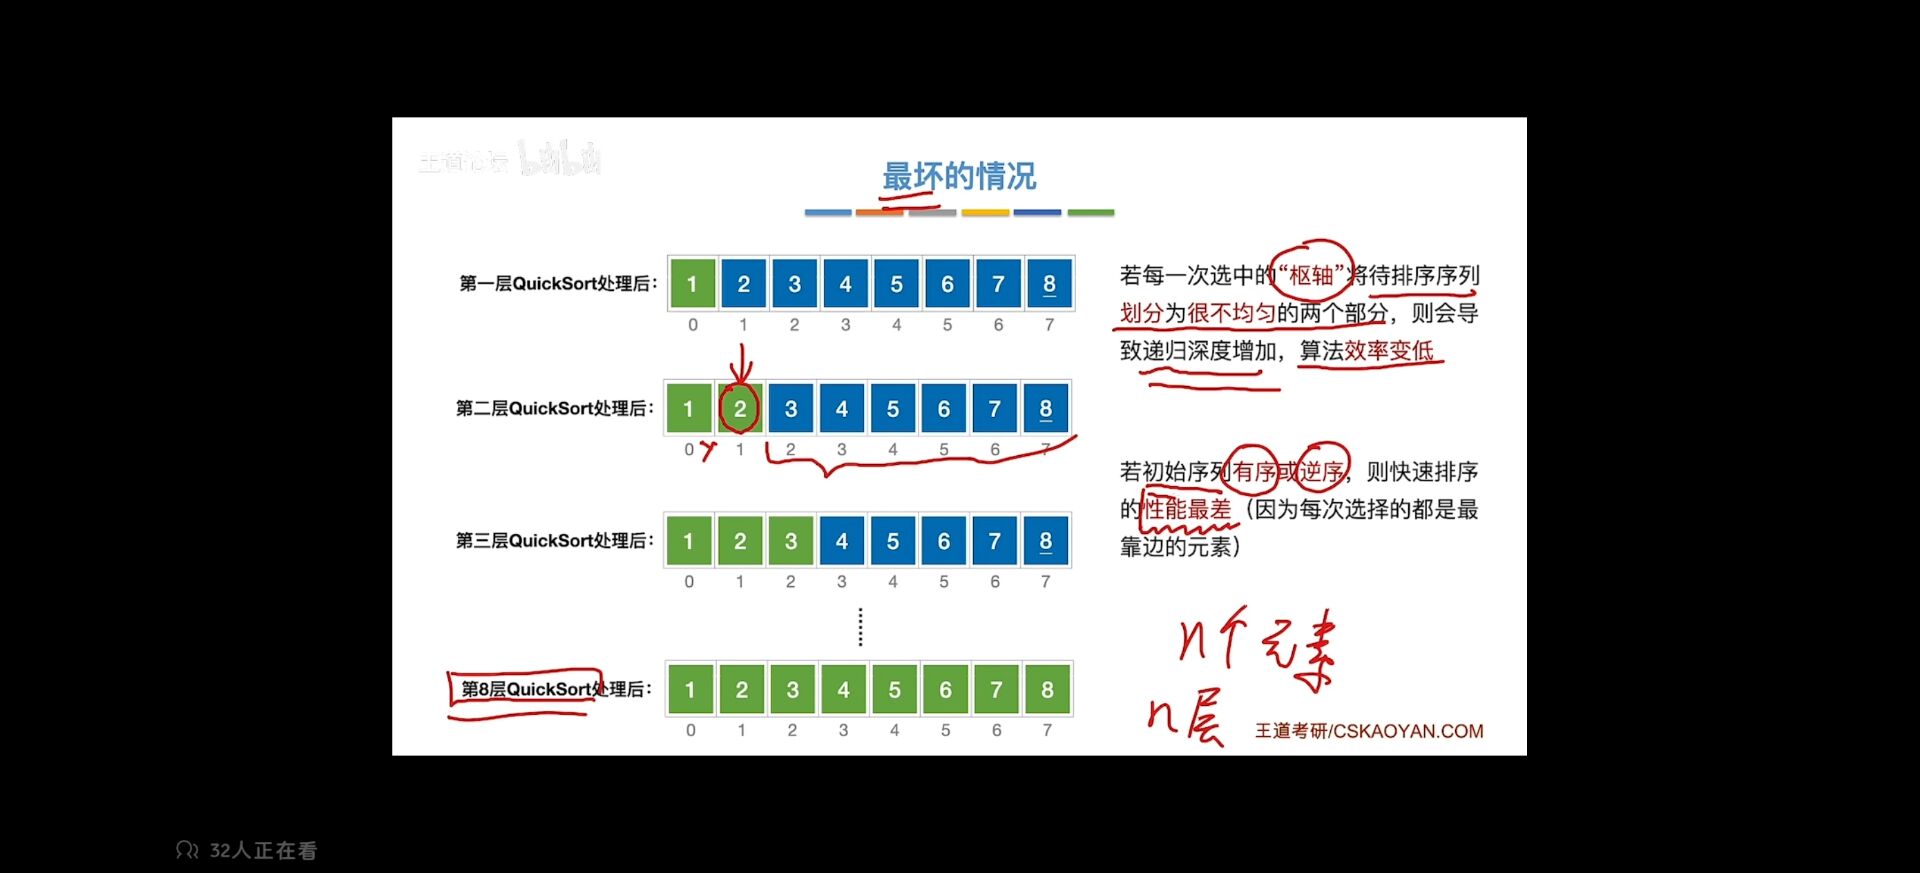 王道论坛 bilibili
最坏的情况
第一层QuickSort处理后：
1 2 3 4 5 6 7 8
0 1 2 3 4 5 6 7
第二层QuickSort处理后：
1 2 3 4 5 6 7 8
0 1 2 3 4 5 6 7
第三层QuickSort处理后：
1 2 3 4 5 6 7 8
0 1 2 3 4 5 6 7
第8层QuickSort处理后：
1 2 3 4 5 6 7 8
0 1 2 3 4 5 6 7
若每一次选中的“枢轴”将待排序序列
划分为很不均匀的两个部分，则会导
致递归深度增加，算法效率变低
若初始序列有序或逆序，则快速排序
的性能最差（因为每次选择的都是最
靠边的元素）
n个元素
n层
王道考研/CSKAOYAN.COM
32人正在看